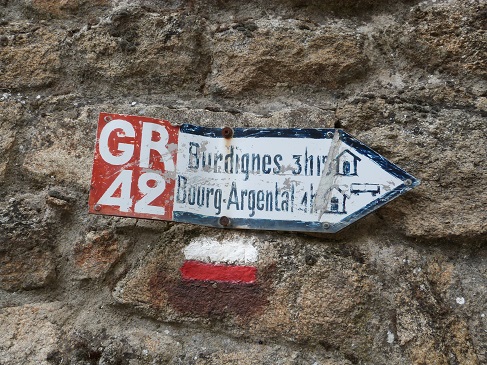 GR
42
Burdignes 3h
Bourg-Argental 4h